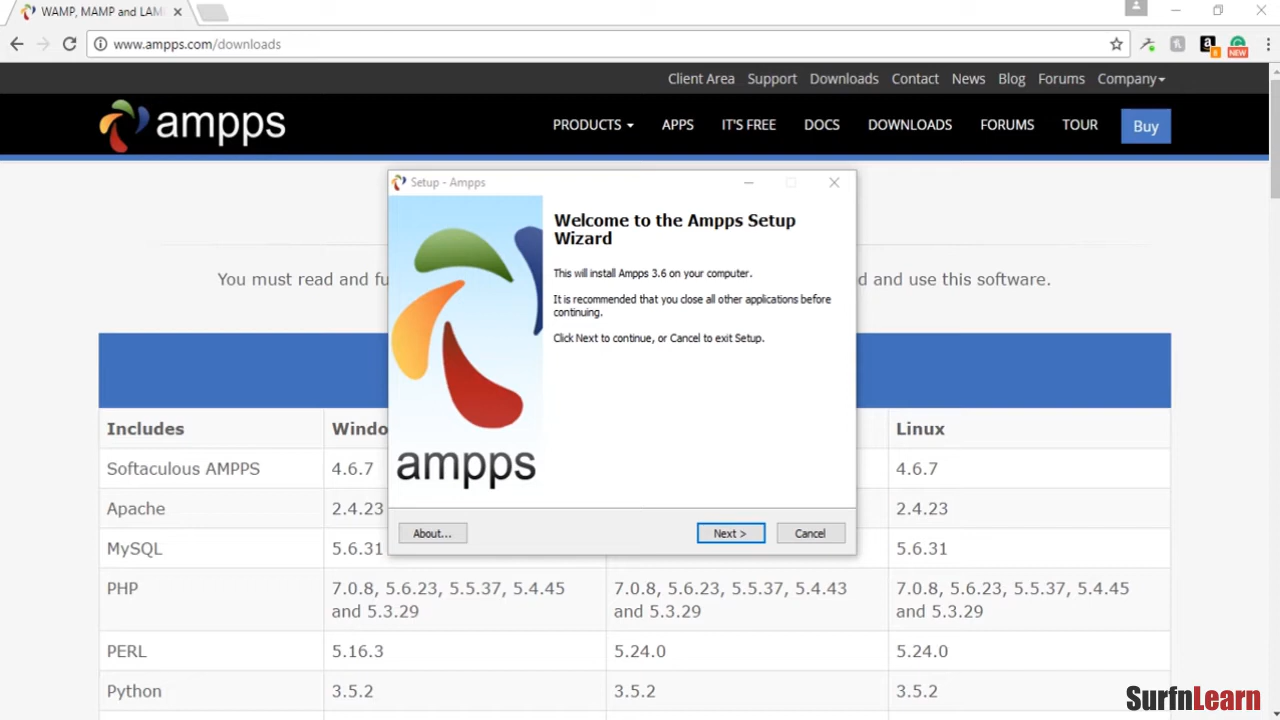 WAMP, MAMP and LAM
www.ampps.com/downloads
a
8
NEW
Client Area Support Downloads Contact News Blog Forums Company
ampps
PRODUCTS APPS IT'S FREE DOCS DOWNLOADS FORUMS TOUR Buy
Setup - Ampps
Welcome to the Ampps Setup
Wizard
This will install Ampps 3.6 on your computer.
It is recommended that you close all other applications before
continuing.
Click Next to continue, or Cancel to exit Setup.
ampps
About... Next > Cancel
You must read and fu
d and use this software.
Includes Windo Linux
Softaculous AMPPS 4.6.7 4.6.7
Apache 2.4.23 2.4.23
MySQL 5.6.31 5.6.31
PHP 7.0.8, 5.6.23, 5.5.37, 5.4.45 7.0.8, 5.6.23, 5.5.37, 5.4.43 7.0.8, 5.6.23, 5.5.37, 5.4.45
and 5.3.29 and 5.3.29 and 5.3.29
PERL 5.16.3 5.24.0 5.24.0
Python 3.5.2 3.5.2 3.5.2
SurfnLearn